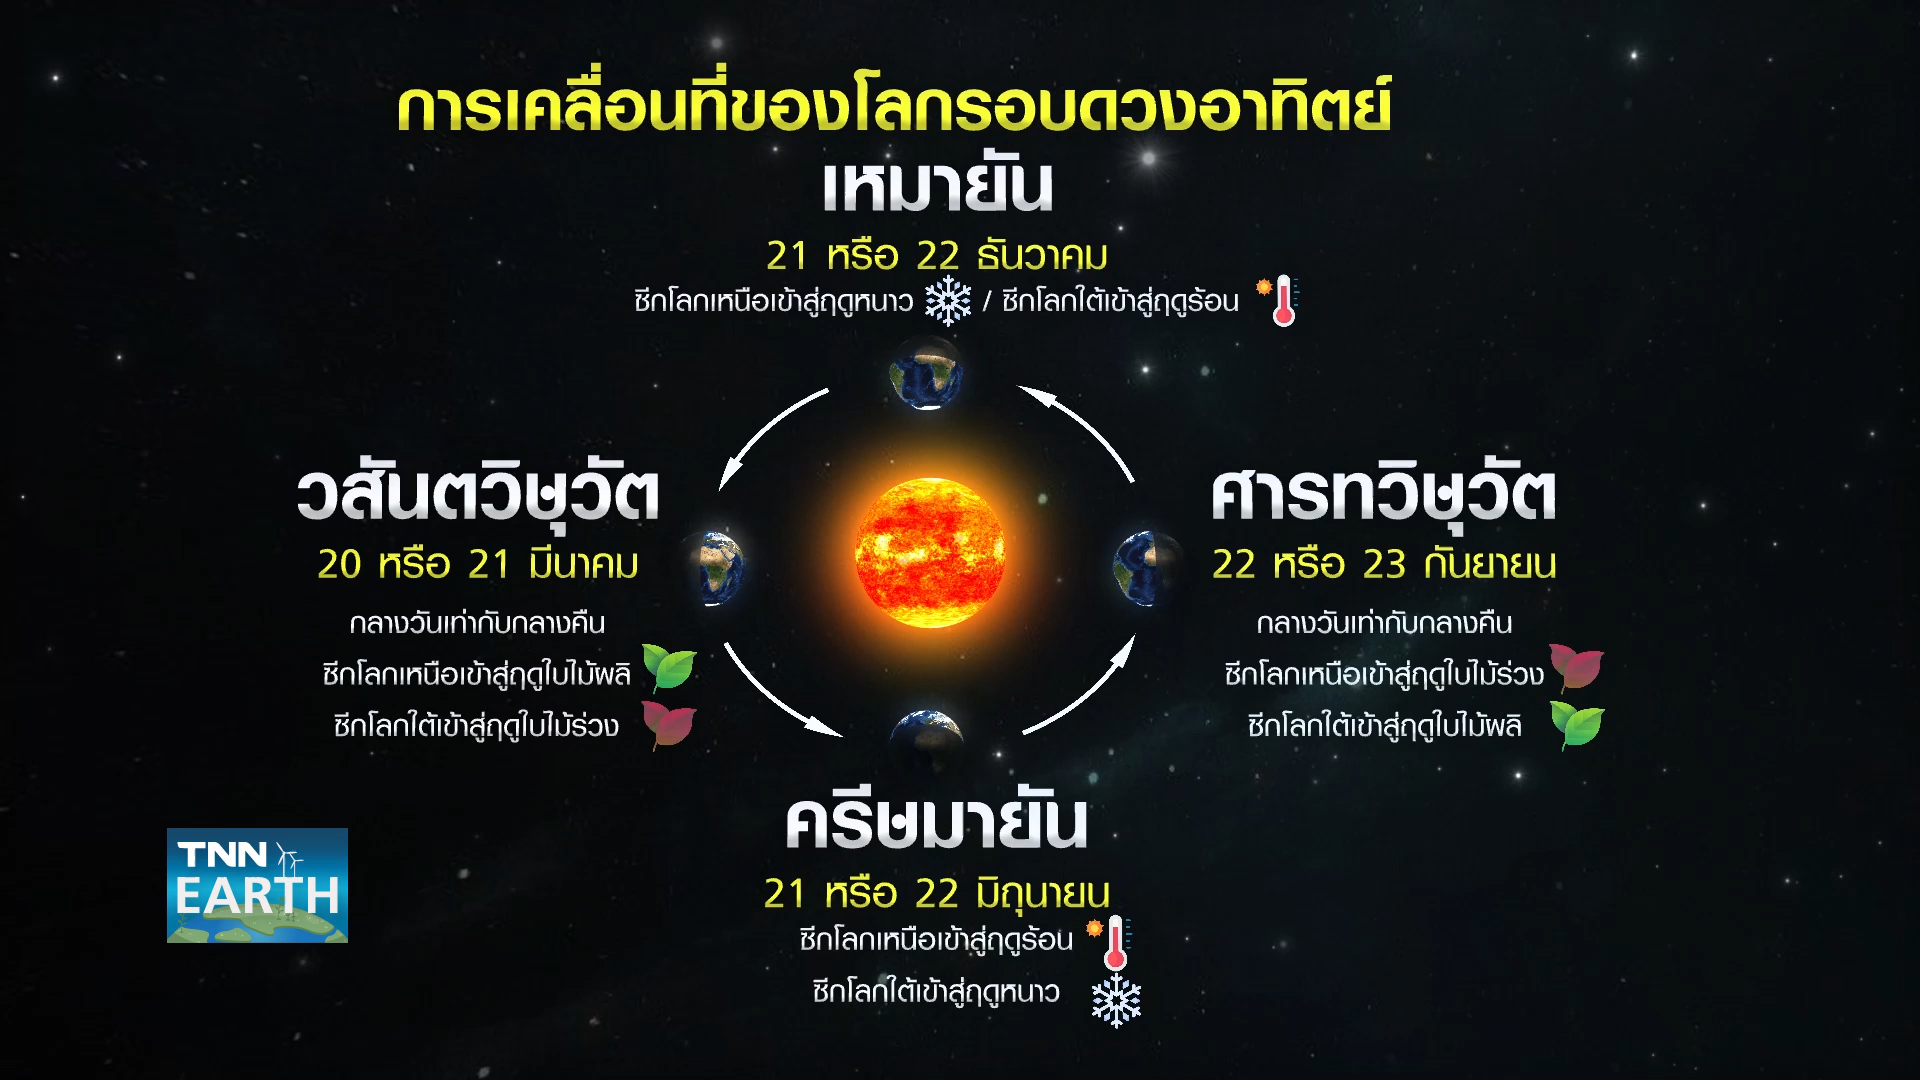 การเคลื่อนที่ของโลกรอบดวงอาทิตย์
เหมายัน
21 หรือ 22 ธันวาคม
ซีกโลกเหนือเข้าสู่ฤดูหนาว / ซีกโลกใต้เข้าสู่ฤดูร้อน
วสันตวิษุวัต
20 หรือ 21 มีนาคม
กลางวันเท่ากับกลางคืน
ซีกโลกเหนือเข้าสู่ฤดูใบไม้ผลิ
ซีกโลกใต้เข้าสู่ฤดูใบไม้ร่วง
ศารทวิษุวัต
22 หรือ 23 กันยายน
กลางวันเท่ากับกลางคืน
ซีกโลกเหนือเข้าสู่ฤดูใบไม้ร่วง
ซีกโลกใต้เข้าสู่ฤดูใบไม้ผลิ
ครีษมายัน
21 หรือ 22 มิถุนายน
ซีกโลกเหนือเข้าสู่ฤดูร้อน
ซีกโลกใต้เข้าสู่ฤดูหนาว
TNN
EARTH